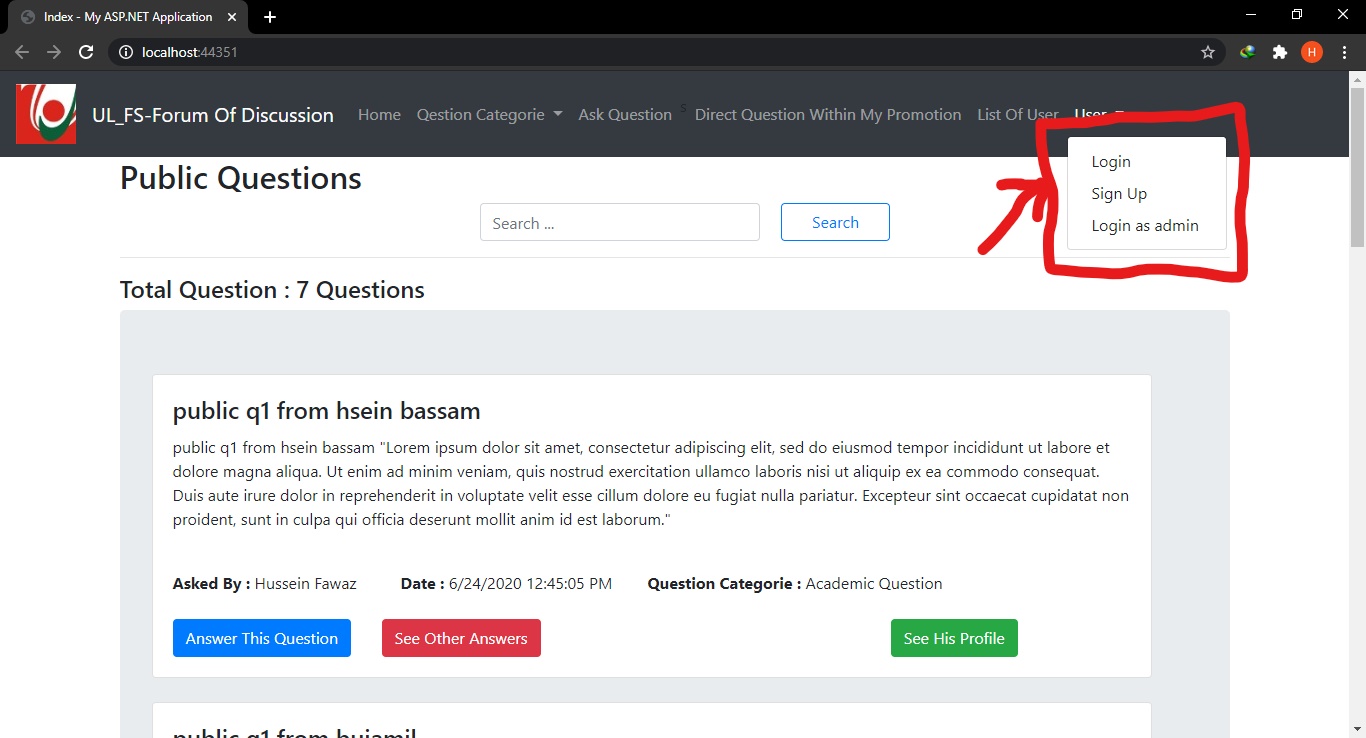 Index - My ASP.NET Application
localhost:44351
H
UL_FS-Forum Of Discussion Home Qestion Categorie Ask Question 5 Direct Question Within My Promotion List Of User User
Login
Sign Up
Login as admin
Public Questions
Search ... Search
Total Question : 7 Questions
public q1 from hsein bassam
public q1 from hsein bassam "Lorem ipsum dolor sit amet, consectetur adipiscing elit, sed do eiusmod tempor incididunt ut labore et
dolore magna aliqua. Ut enim ad minim veniam, quis nostrud exercitation ullamco laboris nisi ut aliquip ex ea commodo consequat.
Duis aute irure dolor in reprehenderit in voluptate velit esse cillum dolore eu fugiat nulla pariatur. Excepteur sint occaecat cupidatat non
proident, sunt in culpa qui officia deserunt mollit anim id est laborum."
Asked By : Hussein Fawaz Date : 6/24/2020 12:45:05 PM Question Categorie : Academic Question
Answer This Question See Other Answers See His Profile
public q1 from